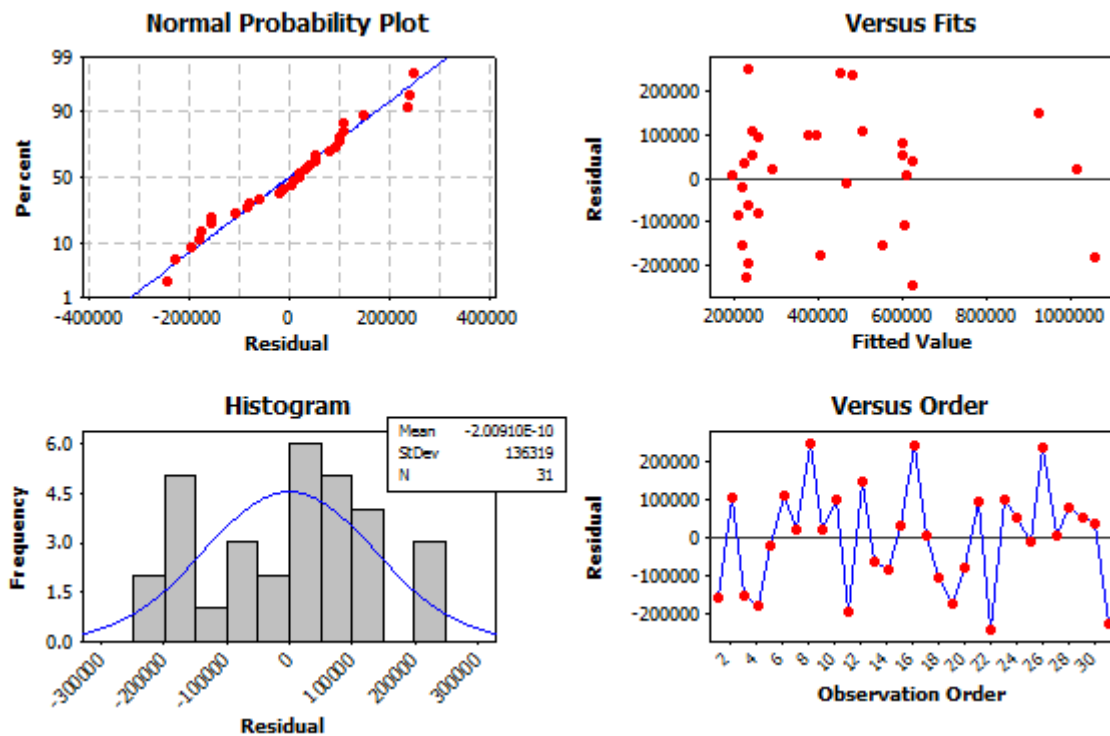 Normal Probability Plot
99
90
50
10
1
Percent
-400000 -200000 0 200000 400000
Residual
Versus Fits
200000
100000
0
-100000
-200000
Residual
200000 400000 600000 800000 1000000
Fitted Value
Histogram
Mean -2.00910E-10
StDev 136319
N 31
6.0
4.5
3.0
1.5
0.0
Frequency
-300000 -200000 -100000 0 100000 200000 300000
Residual
Versus Order
200000
100000
0
-100000
-200000
Residual
2 4 6 8 10 12 14 16 18 20 22 24 26 28 30
Observation Order